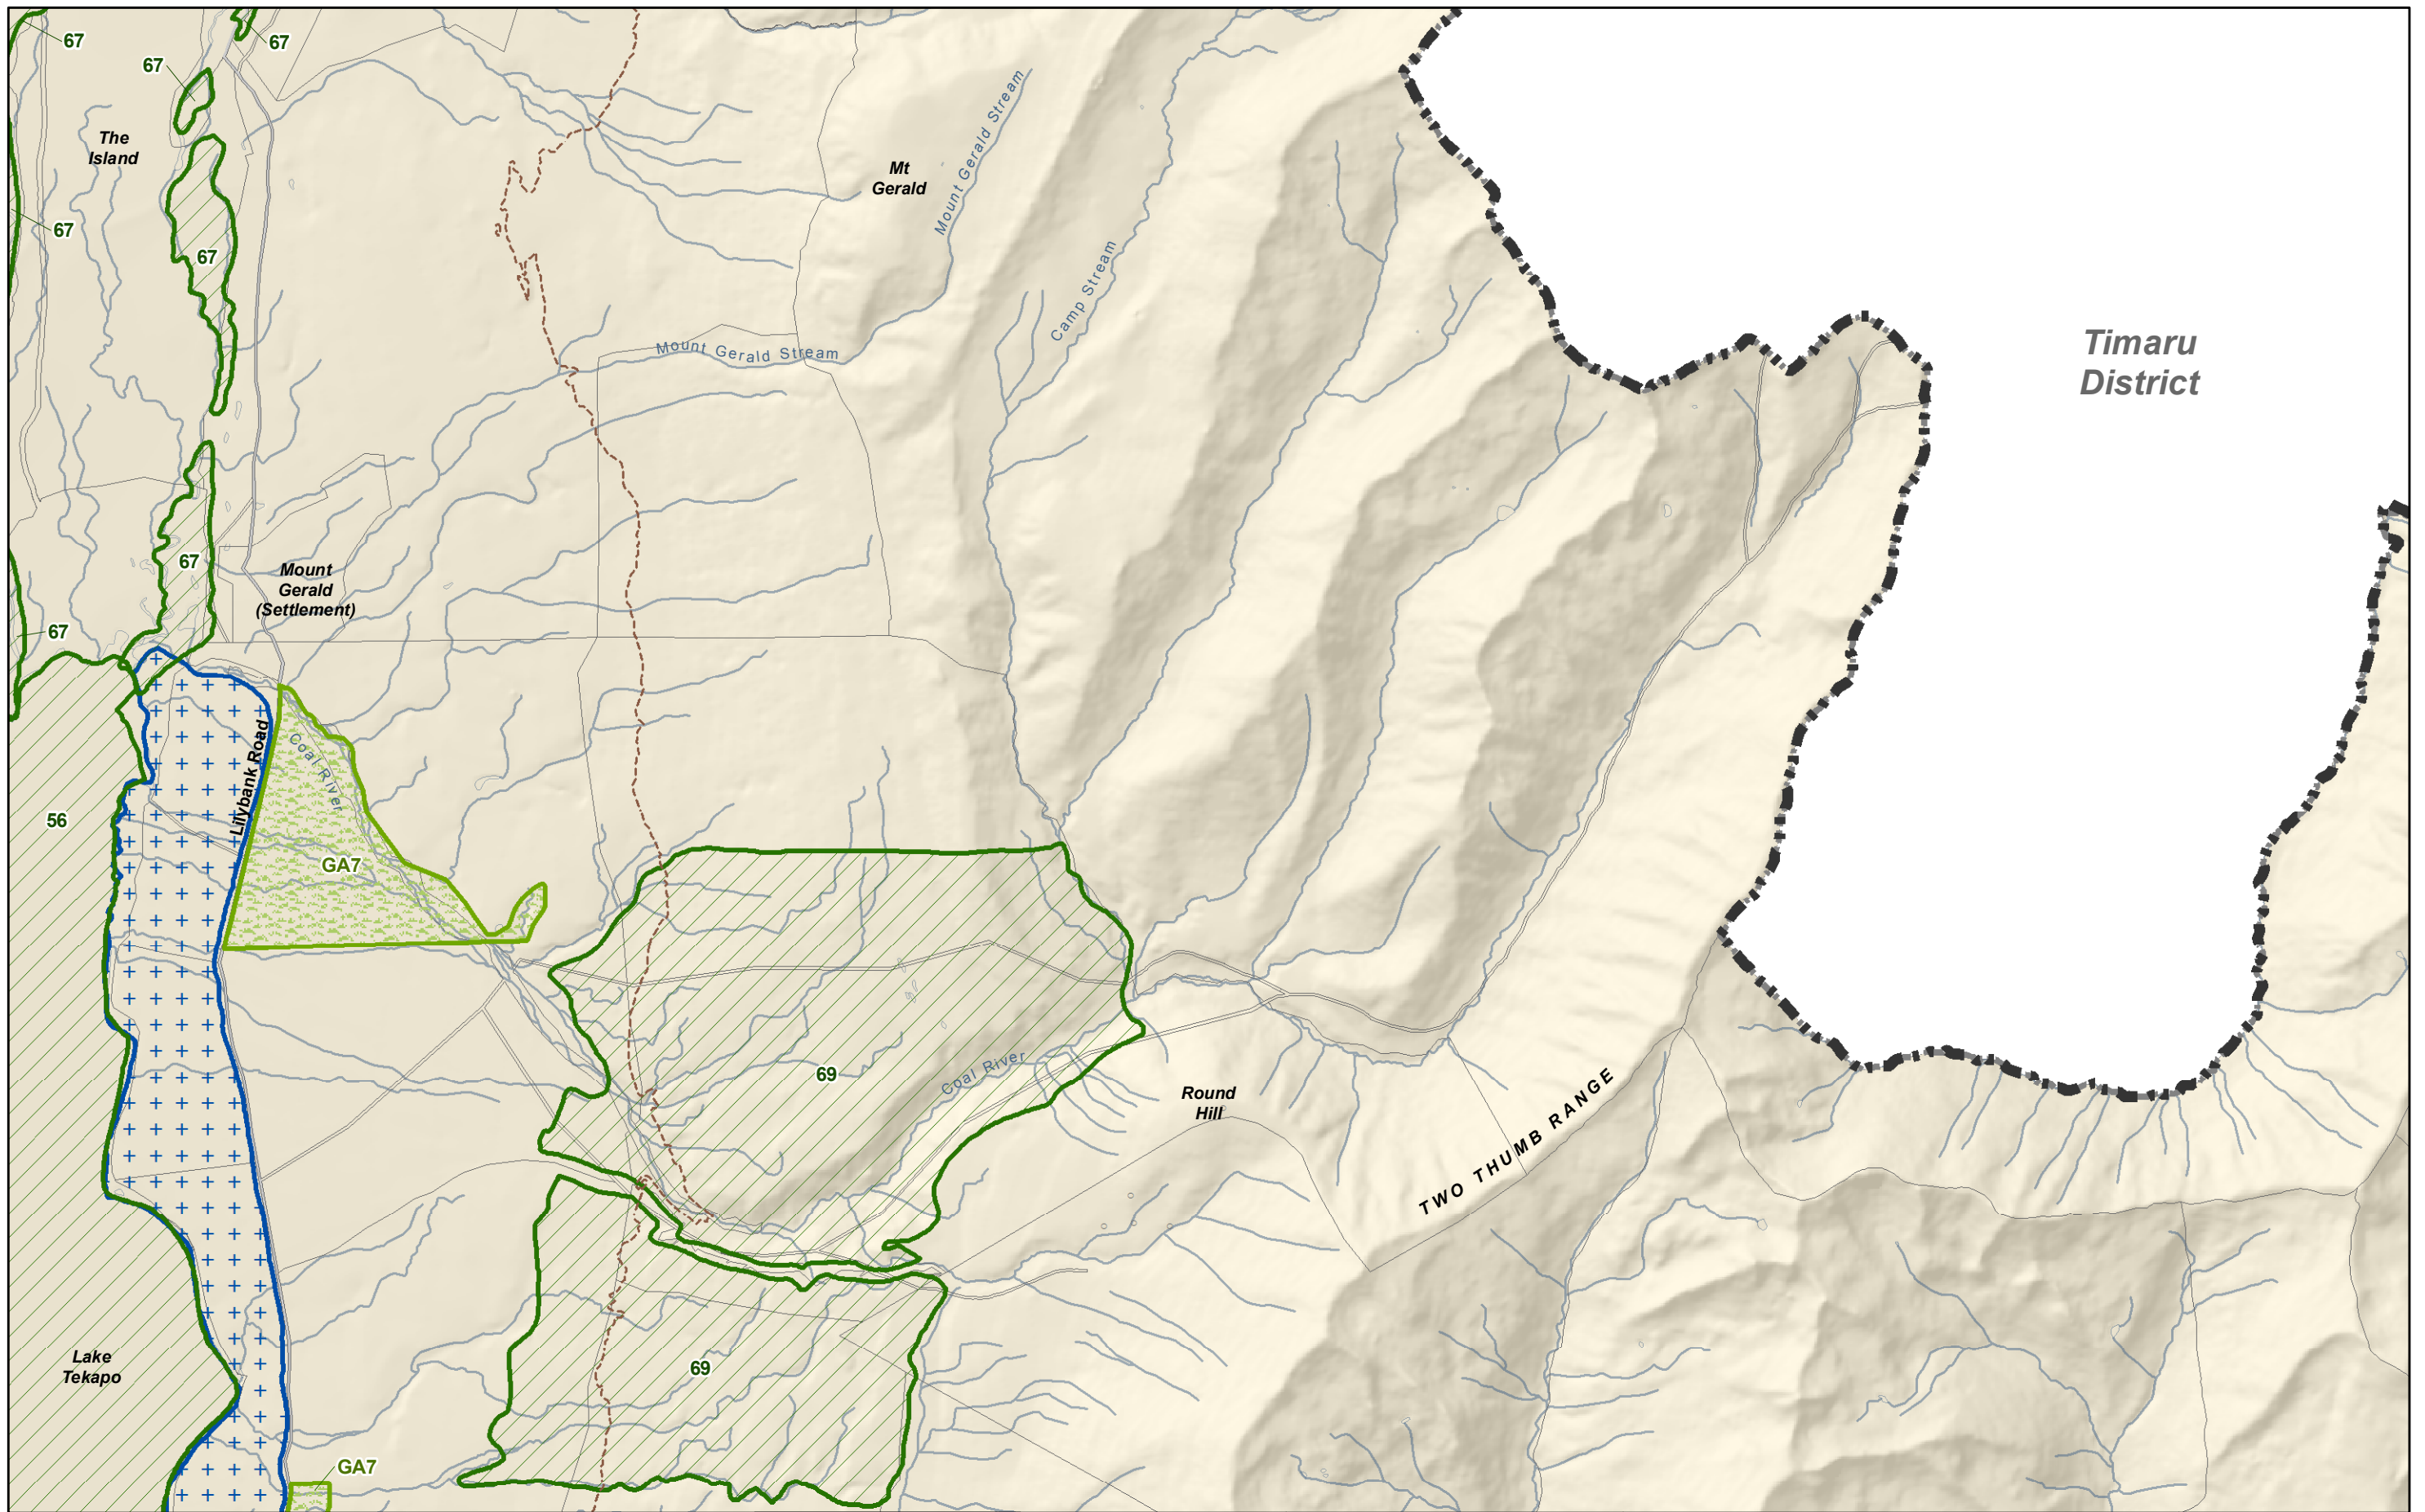 67
67
67
The
Island
Mt
Gerald
Mount Gerald Stream
67
67
Camp Stream
Timaru
District
Mount Gerald Stream
67
Mount
Gerald
(Settlement)
67
Lilybank Road
Coal River
56
GA7
69
Coal River
Round
Hill
TWO THUMB RANGE
Lake
Tekapo
69
GA7